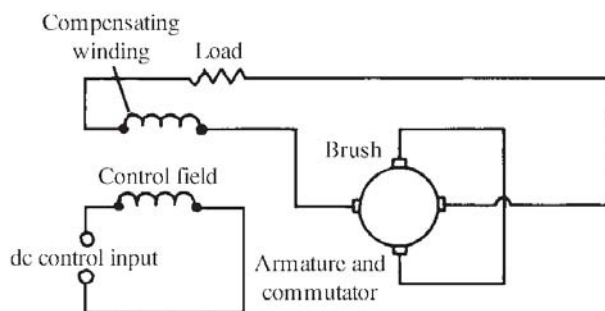 Compensating
winding
Load
Brush
Control field
dc control input
Armature and
commutator